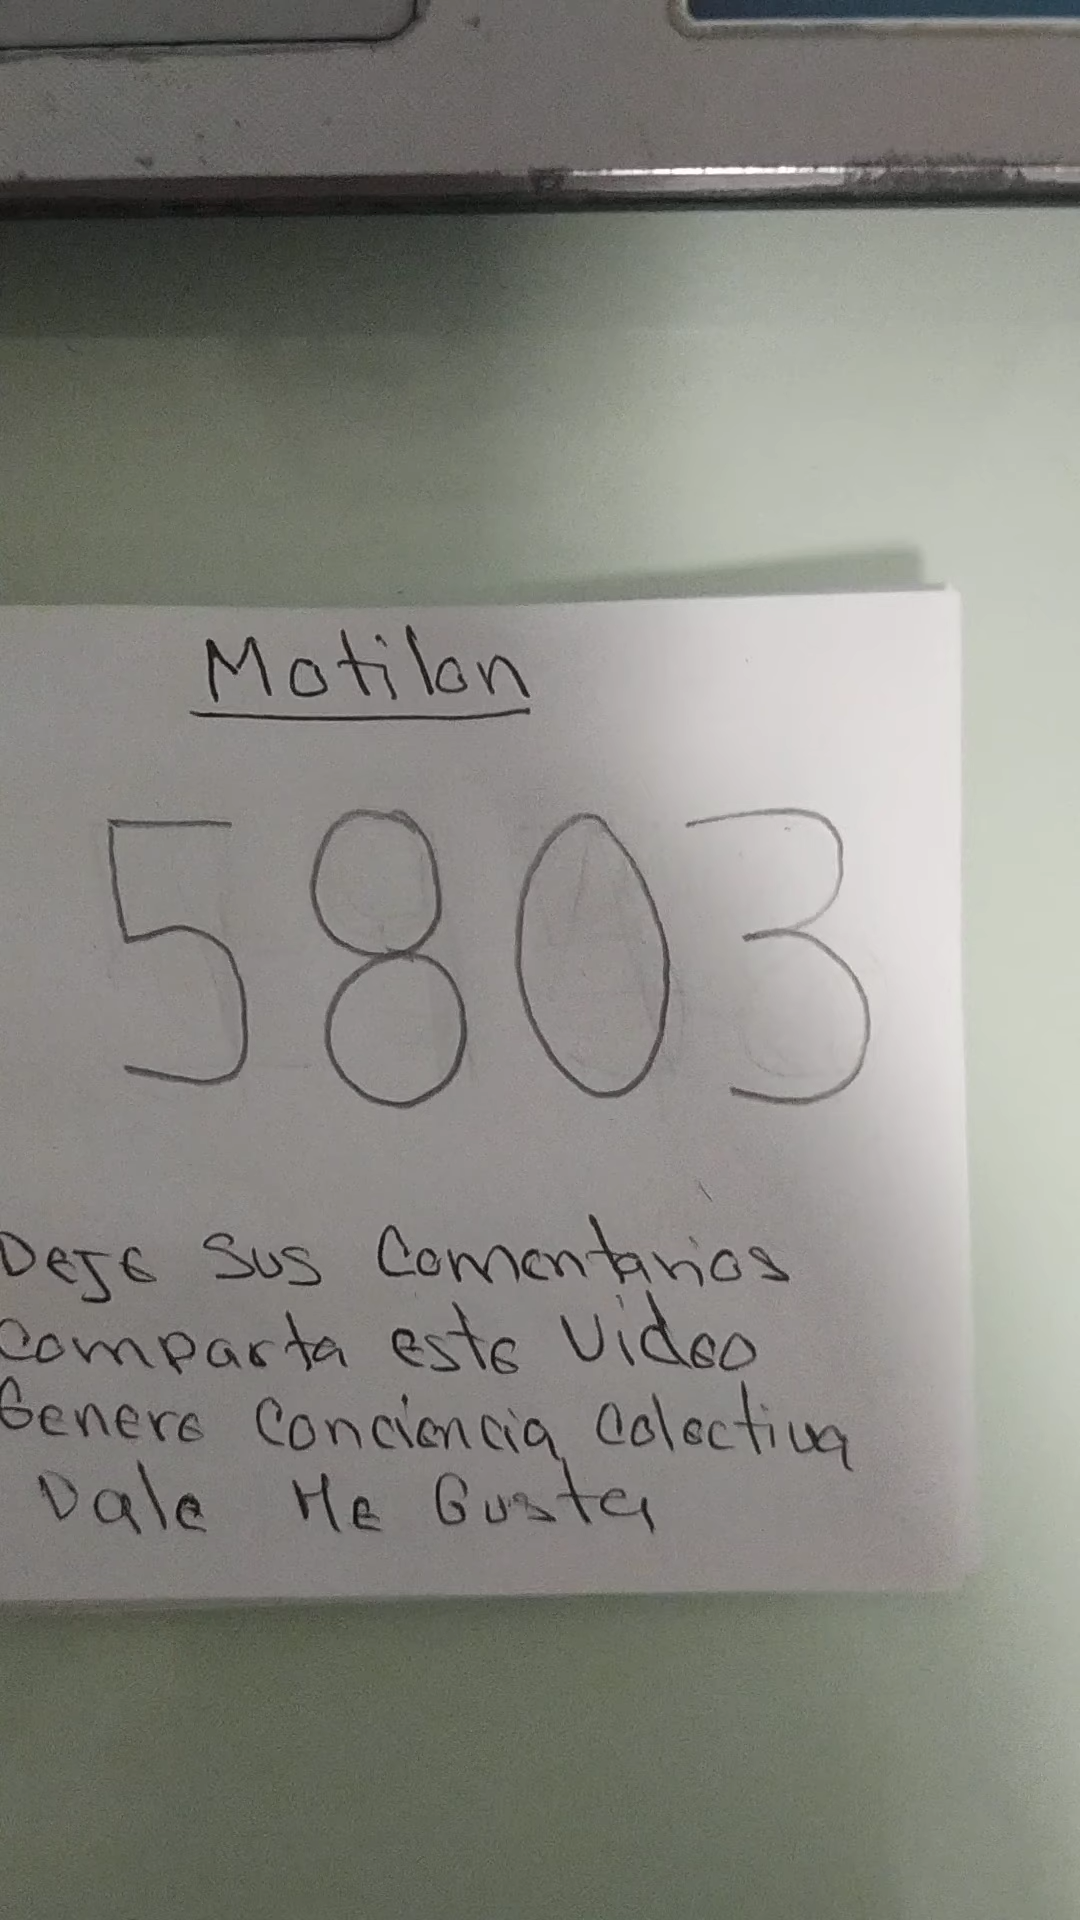 Motilon
5803
Deje Sus Comentarios
Comparta este Video
Genere Conciencia Colectiva
Dale Me Gusta